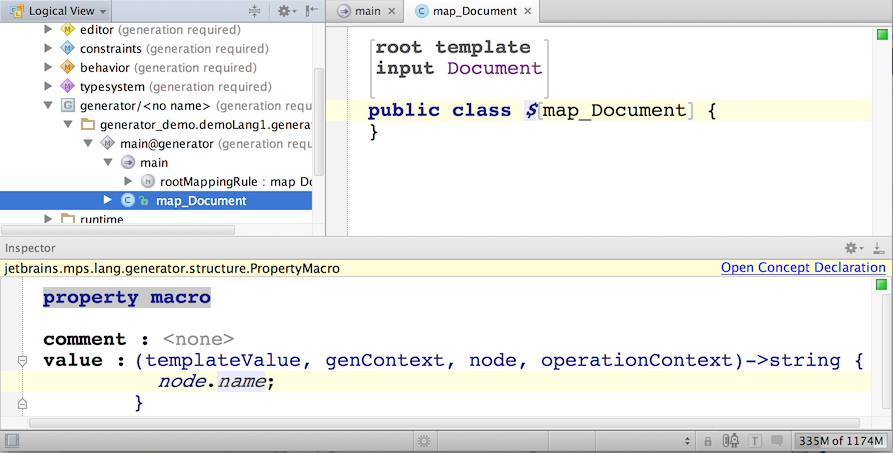 Logical View
main
map_Document
editor (generation required)
constraints (generation required)
behavior (generation required)
typesystem (generation required)
generator/<no name> (generation requ
generator_demo.demoLang1.genera
main@generator (generation requi
main
rootMappingRule : map Do
map_Document
runtime
root template
input Document
public class $[map_Document] {
}
Inspector
jetbrains.mps.lang.generator.structure.PropertyMacro
Open Concept Declaration
property macro
comment : <none>
value : (templateValue, genContext, node, operationContext)->string {
node.name;
}
T
335M of 1174M